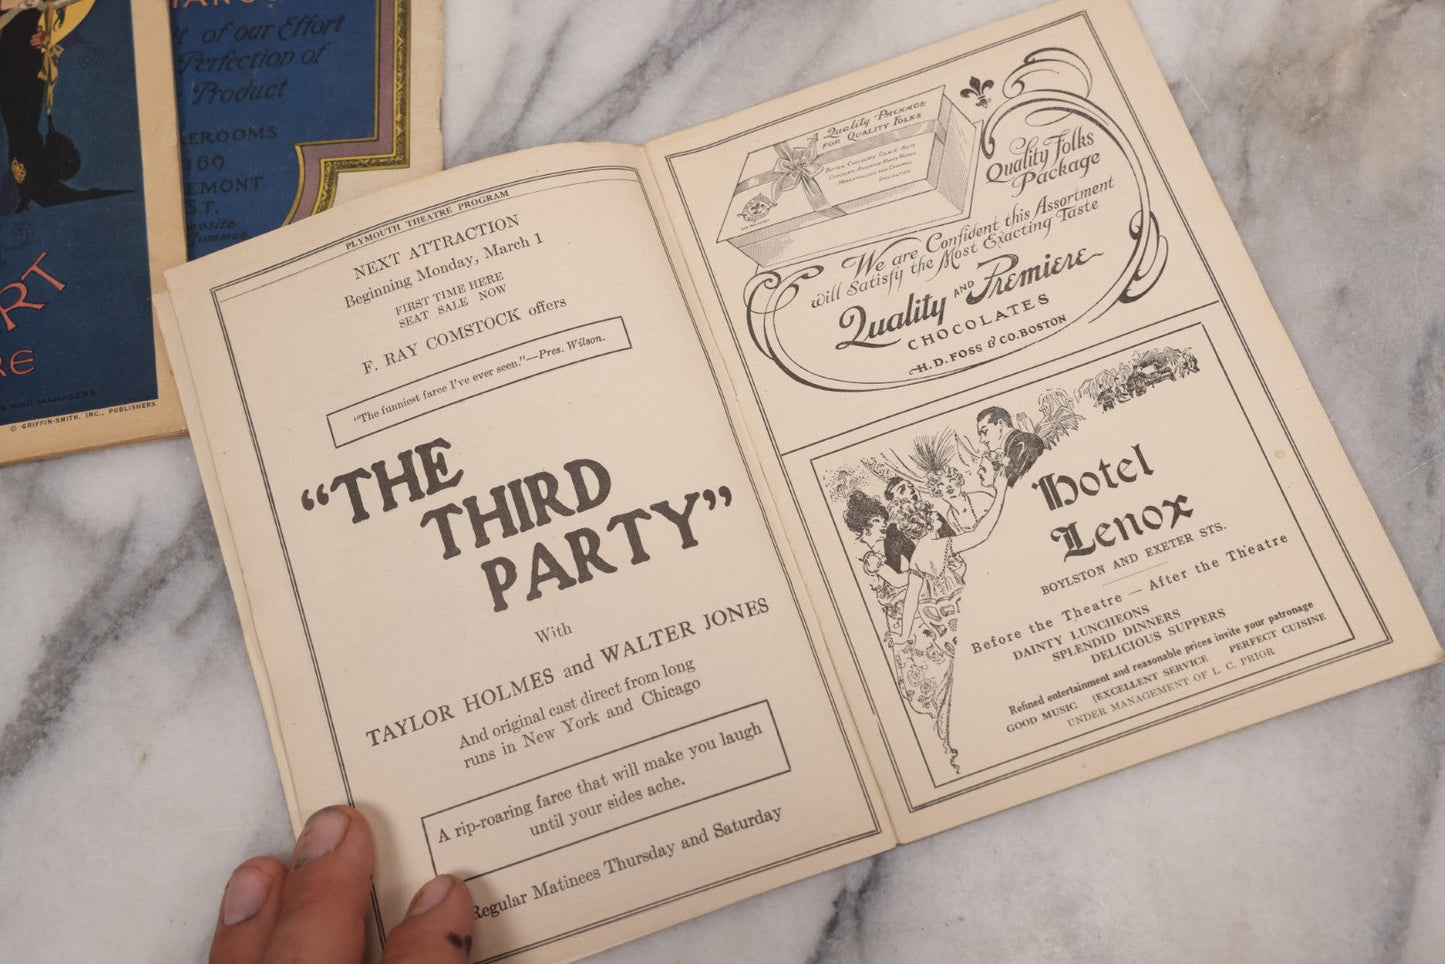 of our Effort
Perfection of
Product
169
EMONT
ST.
posite
Common
RE
AND MANAGERS
© GRIFFIN-SMITH, INC., PUBLISHERS
PLYMOUTH THEATRE PROGRAM
NEXT ATTRACTION
Beginning Monday, March 1
FIRST TIME HERE
SEAT SALE NOW
F. RAY COMSTOCK offers
"The funniest farce I've ever seen."—Pres. Wilson.
"THE
THIRD
PARTY"
With
TAYLOR HOLMES and WALTER JONES
And original cast direct from long
runs in New York and Chicago
A rip-roaring farce that will make you laugh
until your sides ache.
Regular Matinees Thursday and Saturday
A Quality Package
FOR QUALITY FOLKS
Quality Folks
Package
We are Confident this Assortment
will Satisfy the Most Exacting Taste
Quality AND Premiere
CHOCOLATES
H. D. FOSS & CO. BOSTON
Hotel
Lenox
BOYLSTON AND EXETER STS.
Before the Theatre — After the Theatre
DAINTY LUNCHEONS
SPLENDID DINNERS
DELICIOUS SUPPERS
Refined entertainment and reasonable prices invite your patronage
GOOD MUSIC EXCELLENT SERVICE PERFECT CUISINE
UNDER MANAGEMENT OF L. C. PRIOR